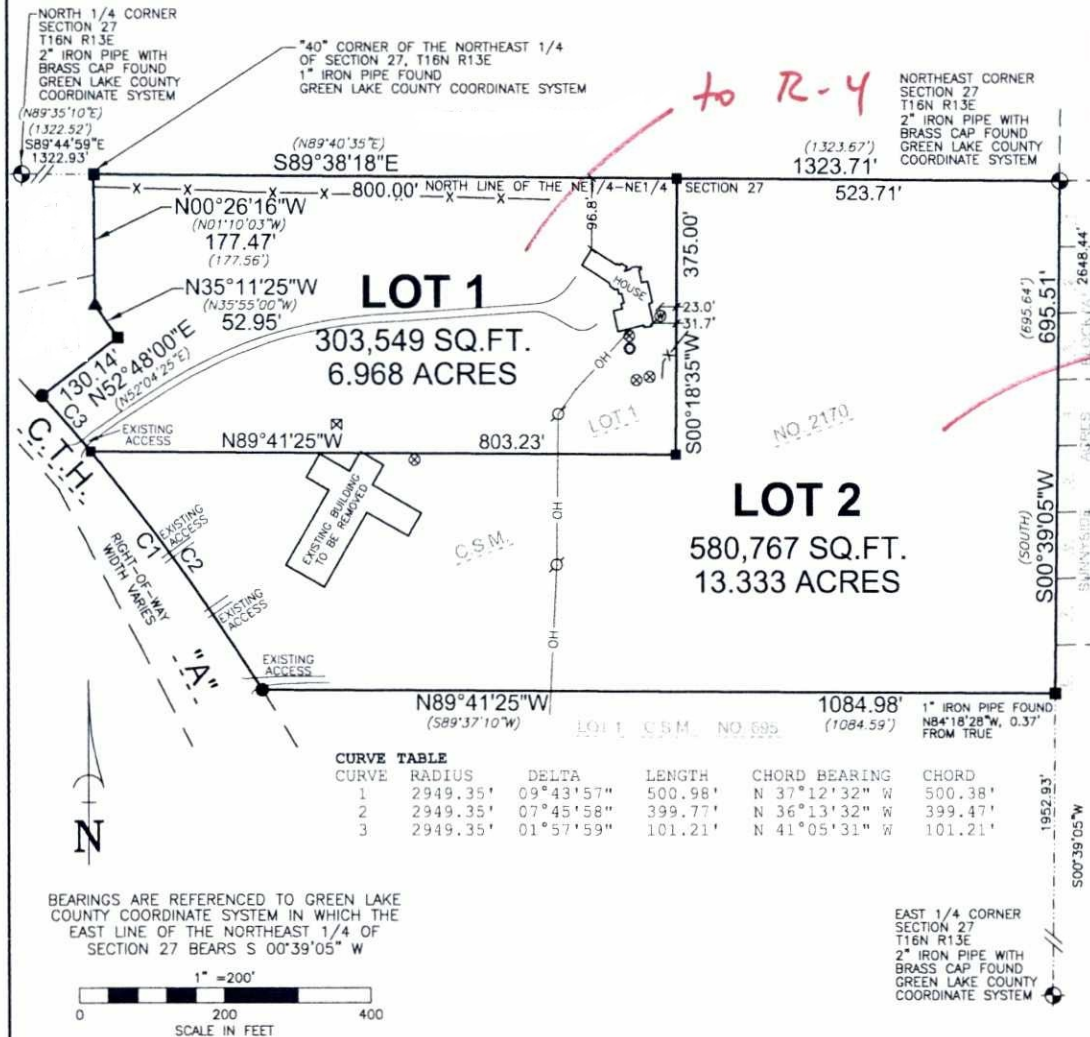 NORTH 1/4 CORNER
SECTION 27
T16N R13E
2" IRON PIPE WITH
BRASS CAP FOUND
GREEN LAKE COUNTY
COORDINATE SYSTEM
(N89°35'10"E)
(1322.52')
S89°44'59"E
1322.93'
"40" CORNER OF THE NORTHEAST 1/4
OF SECTION 27, T16N R13E
1" IRON PIPE FOUND
GREEN LAKE COUNTY COORDINATE SYSTEM
to R-4
NORTHEAST CORNER
SECTION 27
T16N R13E
2" IRON PIPE WITH
BRASS CAP FOUND
GREEN LAKE COUNTY
COORDINATE SYSTEM
(N89°40'35"E)
S89°38'18"E
(1323.67')
1323.71'
800.00' NORTH LINE OF THE NE1/4-NE1/4 SECTION 27
523.71'
N00°26'16"W
(N01°10'03"W)
177.47'
(177.56')
N35°11'25"W
(N35°55'00"W)
52.95'
130.14'
N52°48'00"E
(N52°04'25"E)
C3
96.8'
HOUSE
23.0'
31.7'
375.00'
S00°18'35"W
LOT 1
303,549 SQ.FT.
6.968 ACRES
OH
LOT 1
NO. 2170
(695.64')
695.51'
2648.44'
(SOUTH)
S00°39'05"W
SUNNYSIDE ACRES
EXISTING
ACCESS
N89°41'25"W
803.23'
C.T.H.
"A"
RIGHT-OF-WAY
WIDTH VARIES
C1
C2
EXISTING
ACCESS
EXISTING
ACCESS
EXISTING
ACCESS
EXISTING BUILDING
TO BE REMOVED
C.S.M.
OH
OH
LOT 2
580,767 SQ.FT.
13.333 ACRES
N89°41'25"W
(S89°37'10"W)
1084.98'
(1084.59')
LOT 1 C.S.M. NO. 695
1" IRON PIPE FOUND
N84°18'28"W, 0.37'
FROM TRUE
CURVE TABLE
CURVE RADIUS DELTA LENGTH CHORD BEARING CHORD
1 2949.35' 09°43'57" 500.98' N 37°12'32" W 500.38'
2 2949.35' 07°45'58" 399.77' N 36°13'32" W 399.47'
3 2949.35' 01°57'59" 101.21' N 41°05'31" W 101.21'
N
1952.93'
S00°39'05"W
BEARINGS ARE REFERENCED TO GREEN LAKE
COUNTY COORDINATE SYSTEM IN WHICH THE
EAST LINE OF THE NORTHEAST 1/4 OF
SECTION 27 BEARS S 00°39'05" W
1" =200'
0 200 400
SCALE IN FEET
EAST 1/4 CORNER
SECTION 27
T16N R13E
2" IRON PIPE WITH
BRASS CAP FOUND
GREEN LAKE COUNTY
COORDINATE SYSTEM